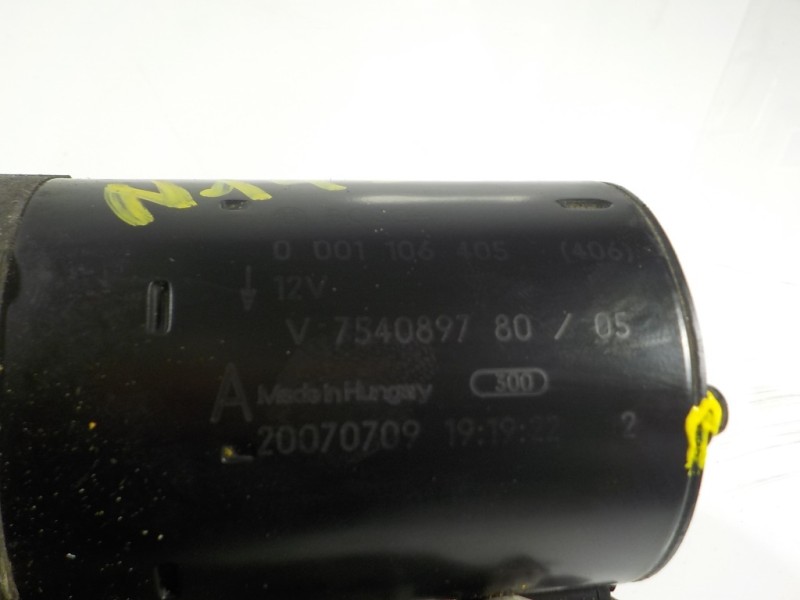 0 001 106 405 (406)
12V
V 7540897 80 / 05
A Made in Hungary 300
20070709 19:19:22 2